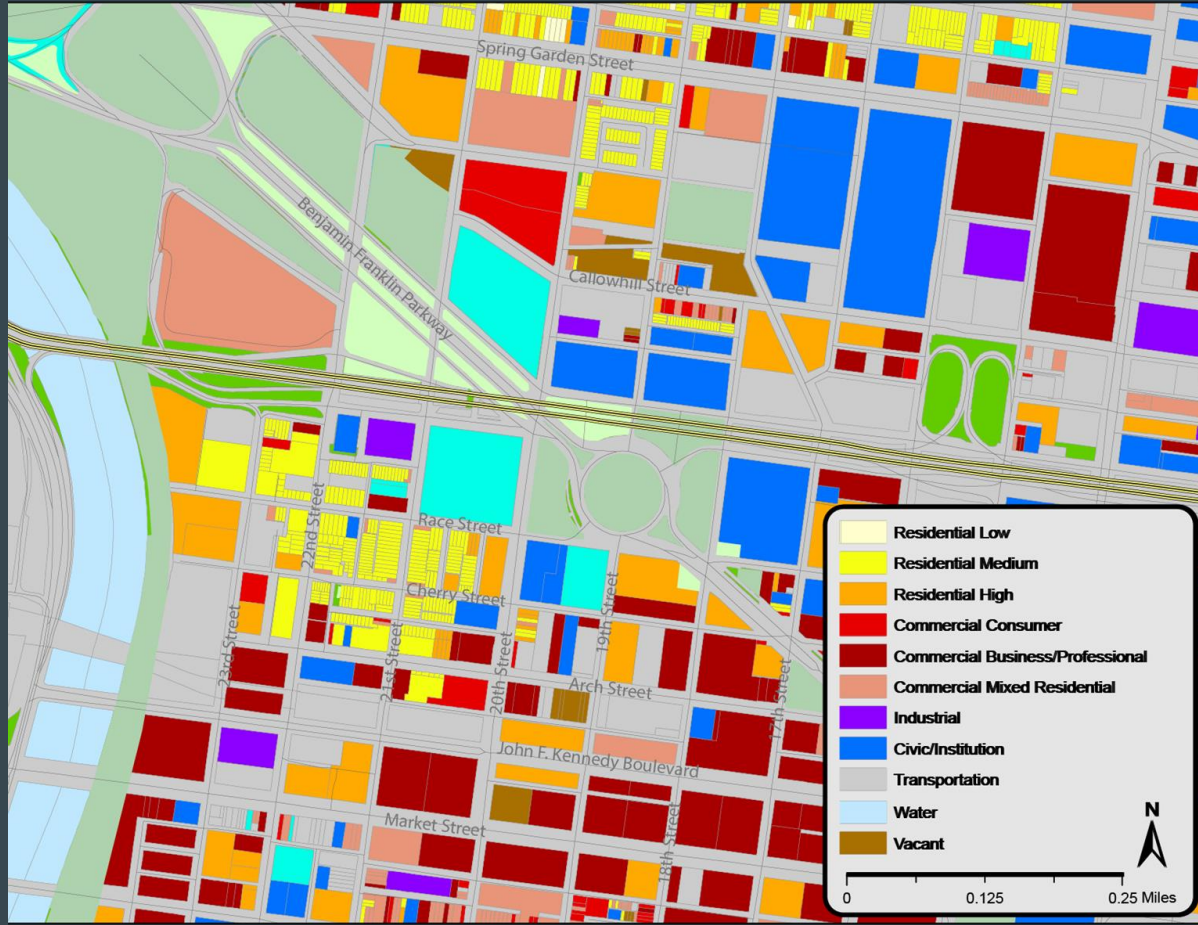 Spring Garden Street
Benjamin Franklin Parkway
Callowhill Street
Race Street
22nd Street
Cherry Street
23rd Street
21st Street
20th Street
19th Street
Arch Street
17th Street
John F. Kennedy Boulevard
Market Street
18th Street
Residential Low
Residential Medium
Residential High
Commercial Consumer
Commercial Business/Professional
Commercial Mixed Residential
Industrial
Civic/Institution
Transportation
Water
Vacant
N
0 0.125 0.25 Miles